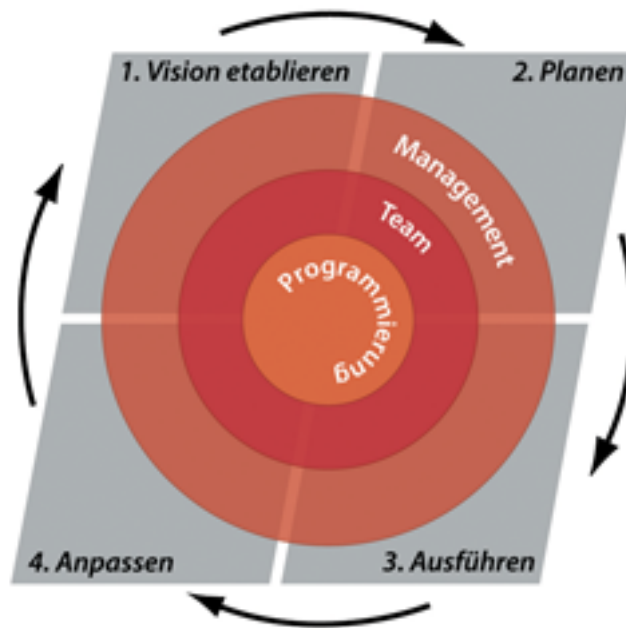 1. Vision etablieren
2. Planen
Management
Team
Programmierung
4. Anpassen
3. Ausführen